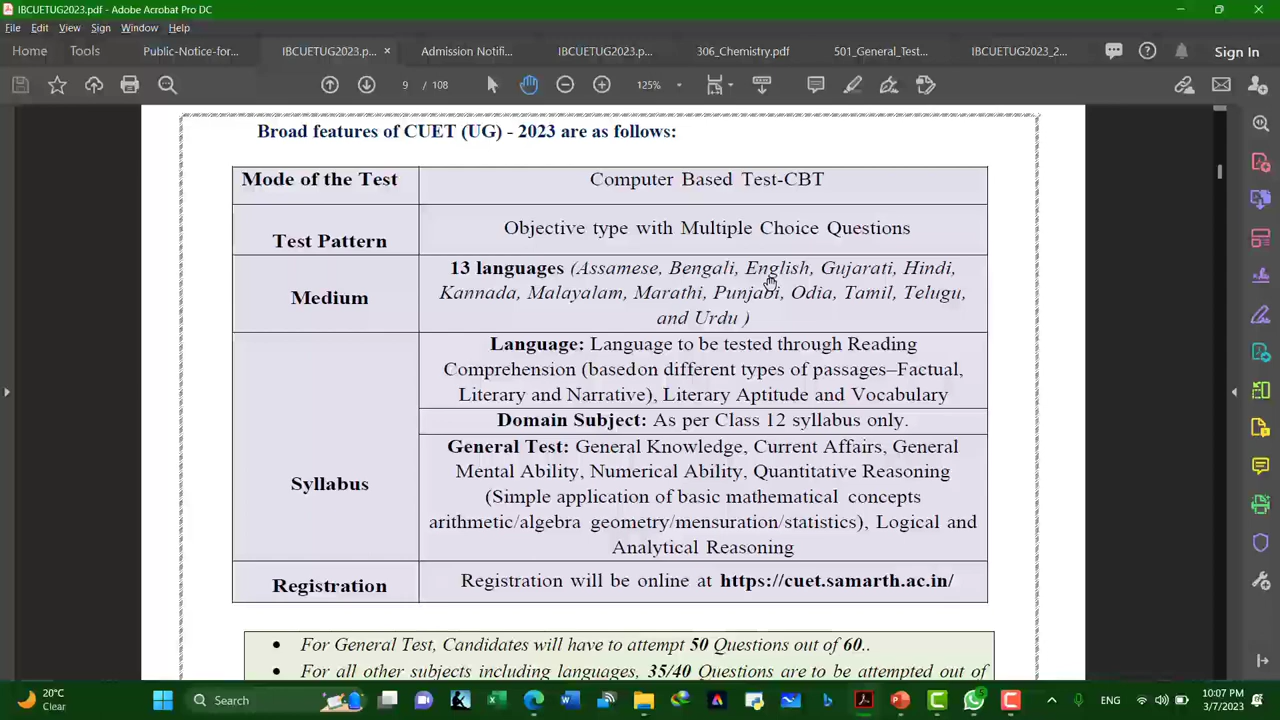 IBCUETUG2023.pdf - Adobe Acrobat Pro DC
File Edit View Sign Window Help
Home Tools Public-Notice-for-... IBCUETUG2023.p... × Admission Notifi... IBCUETUG2023.p... 306_Chemistry.pdf 501_General_Test... IBCUETUG2023_2... Sign In
9 / 108 125%
Broad features of CUET (UG) - 2023 are as follows:
Mode of the Test Computer Based Test-CBT
Test Pattern Objective type with Multiple Choice Questions
Medium
13 languages (Assamese, Bengali, English, Gujarati, Hindi,
Kannada, Malayalam, Marathi, Punjabi, Odia, Tamil, Telugu,
and Urdu )
Syllabus
Language: Language to be tested through Reading
Comprehension (basedon different types of passages–Factual,
Literary and Narrative), Literary Aptitude and Vocabulary
Domain Subject: As per Class 12 syllabus only.
General Test: General Knowledge, Current Affairs, General
Mental Ability, Numerical Ability, Quantitative Reasoning
(Simple application of basic mathematical concepts
arithmetic/algebra geometry/mensuration/statistics), Logical and
Analytical Reasoning
Registration Registration will be online at https://cuet.samarth.ac.in/
• For General Test, Candidates will have to attempt 50 Questions out of 60..
• For all other subjects including languages, 35/40 Questions are to be attempted out of
20°C
Clear
Search
ENG
10:07 PM
3/7/2023